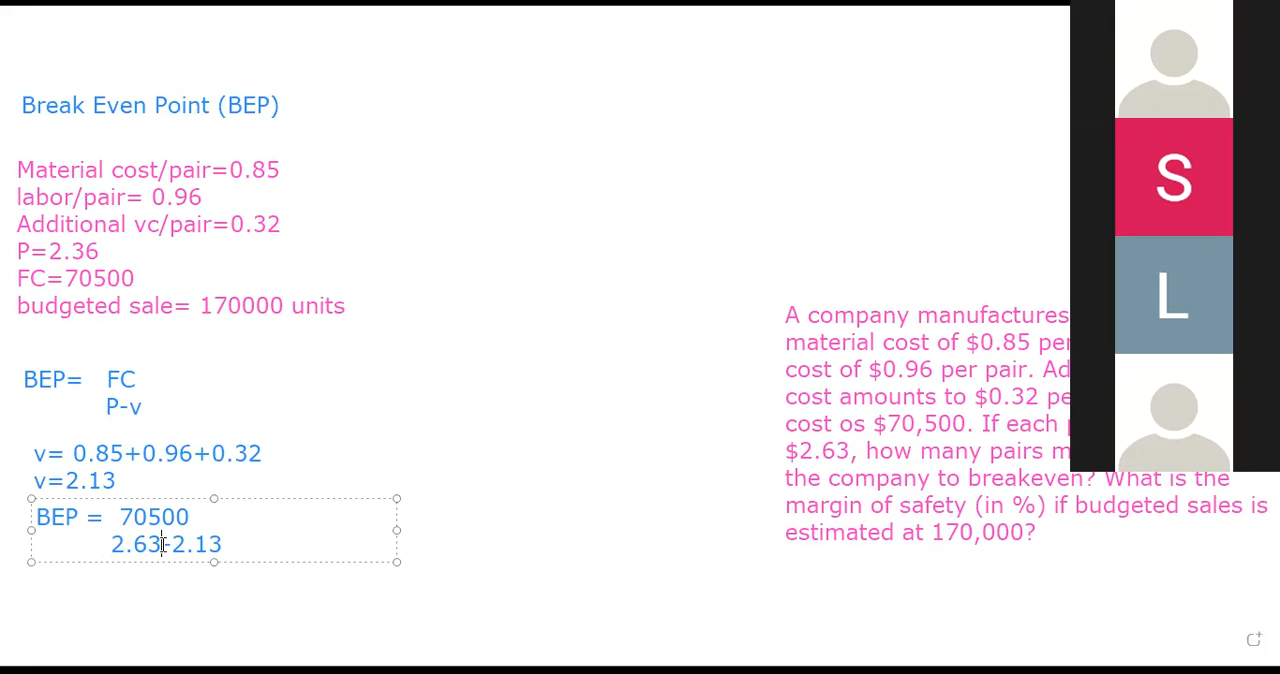 Break Even Point (BEP)
Material cost/pair=0.85
labor/pair= 0.96
Additional vc/pair=0.32
P=2.36
FC=70500
budgeted sale= 170000 units
BEP= FC
P-v
v= 0.85+0.96+0.32
v=2.13
BEP = 70500
2.63-2.13
A company manufactures
material cost of $0.85 per
cost of $0.96 per pair. Ad
cost amounts to $0.32 pe
cost os $70,500. If each
$2.63, how many pairs m
the company to breakeven? What is the
margin of safety (in %) if budgeted sales is
estimated at 170,000?
S
L